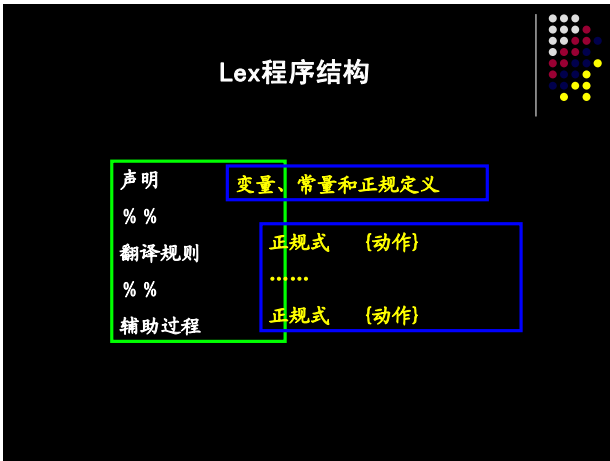 Lex程序结构
声明
变量、常量和正规定义
% %
翻译规则
% %
辅助过程
正规式 {动作}
……
正规式 {动作}